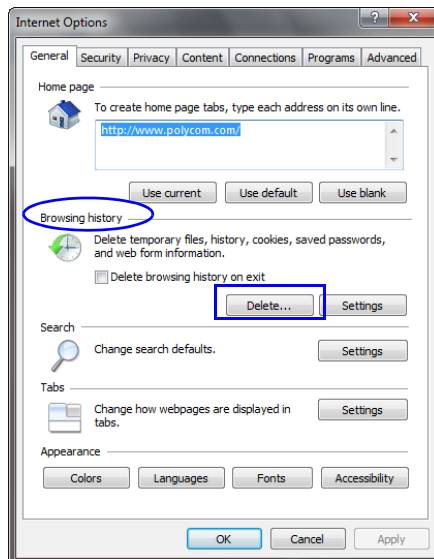 Internet Options
?
X
General Security Privacy Content Connections Programs Advanced
Home page
To create home page tabs, type each address on its own line.
http://www.polycom.com/
Use current Use default Use blank
Browsing history
Delete temporary files, history, cookies, saved passwords,
and web form information.
Delete browsing history on exit
Delete... Settings
Search
Change search defaults. Settings
Tabs
Change how webpages are displayed in
tabs.
Settings
Appearance
Colors Languages Fonts Accessibility
OK Cancel Apply